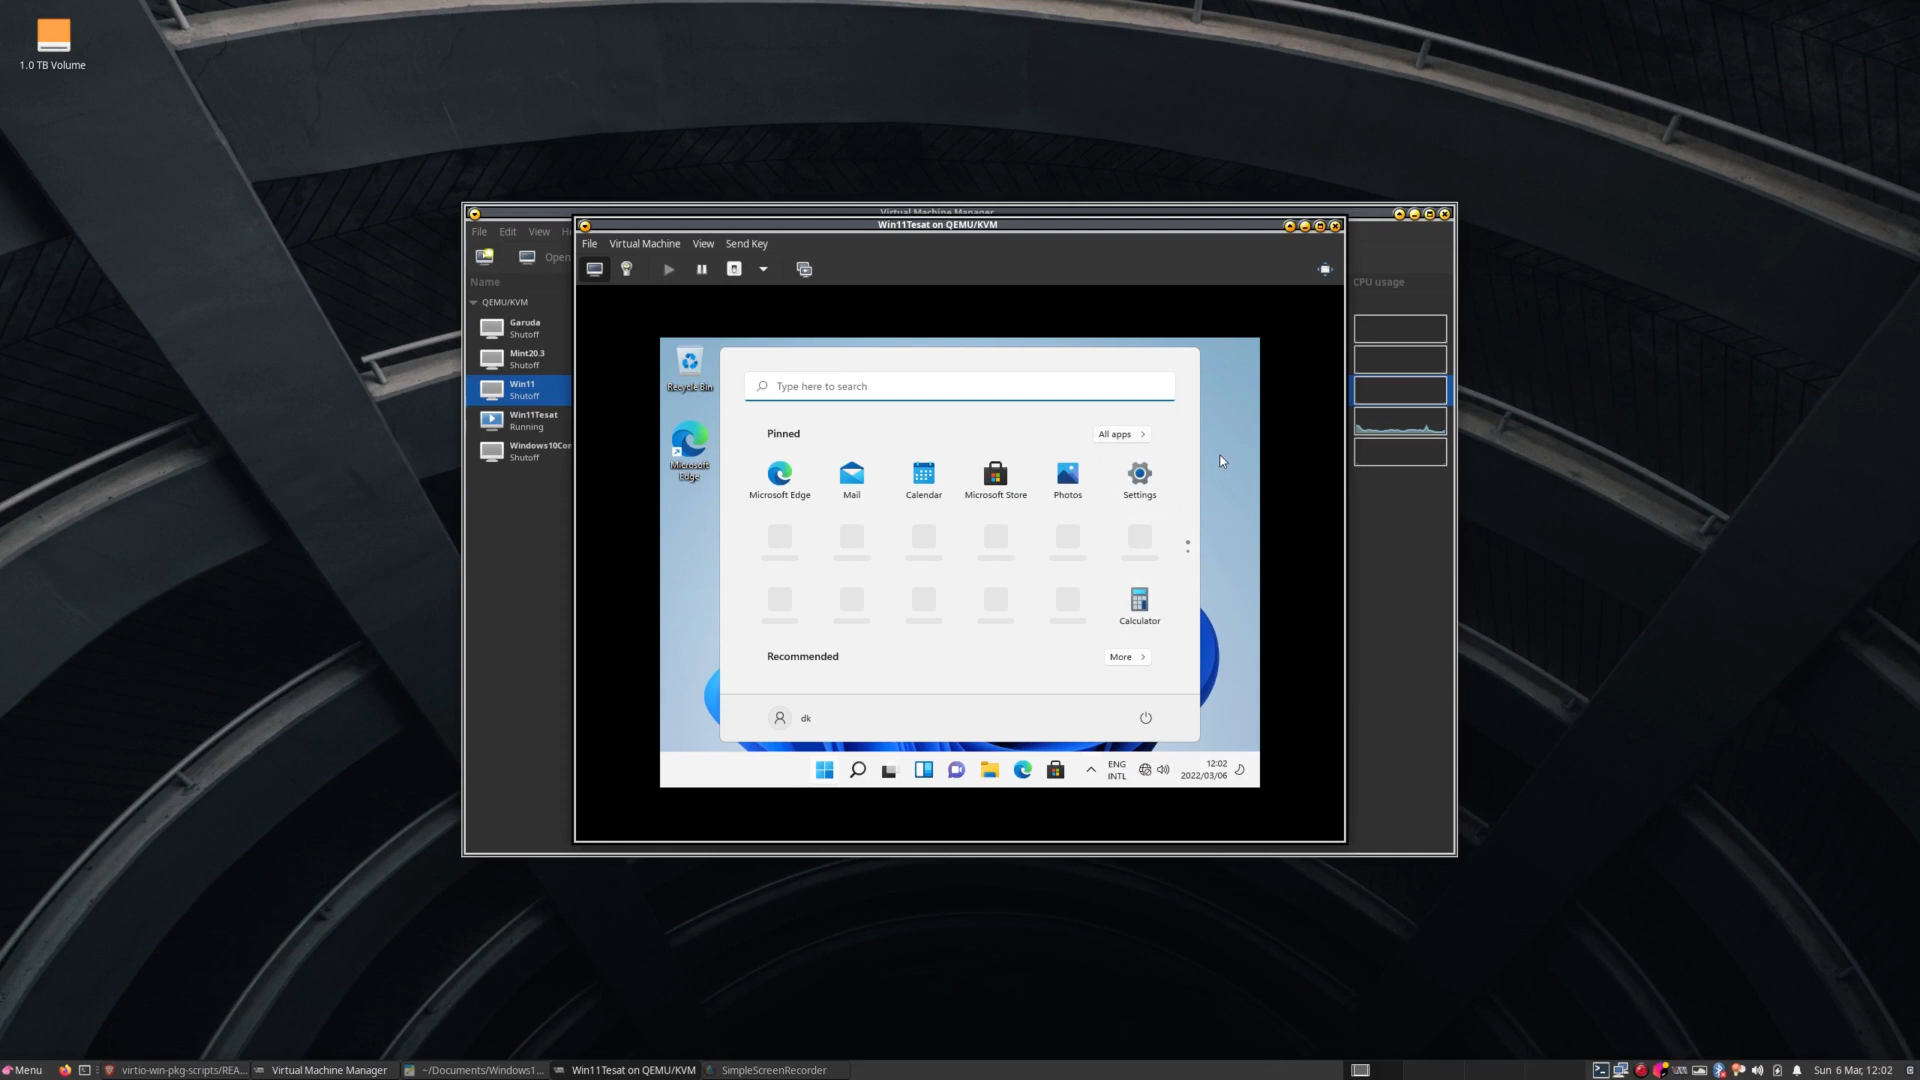 1.0 TB Volume
Virtual Machine Manager
File Edit View
Win11Tesat on QEMU/KVM
File Virtual Machine View Send Key
Open
Name
CPU usage
QEMU/KVM
Garuda
Shutoff
Mint20.3
Shutoff
Win11
Shutoff
Win11Tesat
Running
Windows10Cor
Shutoff
Recycle Bin
Microsoft
Edge
Type here to search
Pinned
All apps
Microsoft Edge
Mail
Calendar
Microsoft Store
Photos
Settings
Calculator
Recommended
More
dk
ENG
INTL
12:02
2022/03/06
Menu
virtio-win-pkg-scripts/REA...
Virtual Machine Manager
~/Documents/Windows1...
Win11Tesat on QEMU/KVM
SimpleScreenRecorder
Sun 6 Mar, 12:02